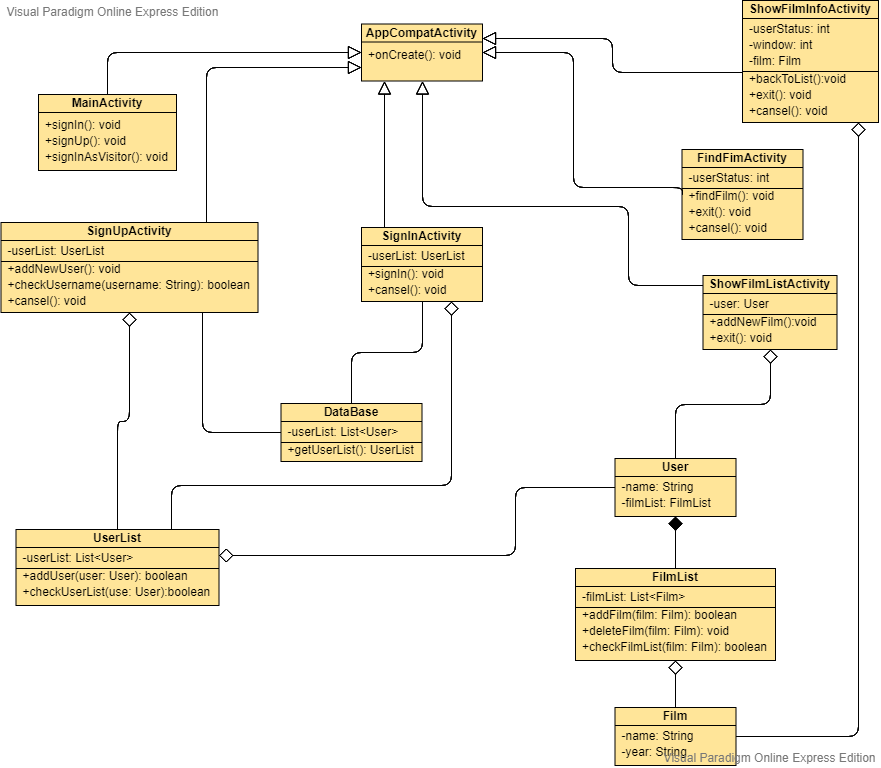 Visual Paradigm Online Express Edition
AppCompatActivity
+onCreate(): void
ShowFilmInfoActivity
-userStatus: int
-window: int
-film: Film
+backToList():void
+exit(): void
+cansel(): void
MainActivity
+signIn(): void
+signUp(): void
+signInAsVisitor(): void
FindFimActivity
-userStatus: int
+findFilm(): void
+exit(): void
+cansel(): void
SignUpActivity
-userList: UserList
+addNewUser(): void
+checkUsername(username: String): boolean
+cansel(): void
SignInActivity
-userList: UserList
+signIn(): void
+cansel(): void
ShowFilmListActivity
-user: User
+addNewFilm():void
+exit(): void
DataBase
-userList: List<User>
+getUserList(): UserList
User
-name: String
-filmList: FilmList
UserList
-userList: List<User>
+addUser(user: User): boolean
+checkUserList(use: User):boolean
FilmList
-filmList: List<Film>
+addFilm(film: Film): boolean
+deleteFilm(film: Film): void
+checkFilmList(film: Film): boolean
Film
-name: String
-year: String
Visual Paradigm Online Express Edition